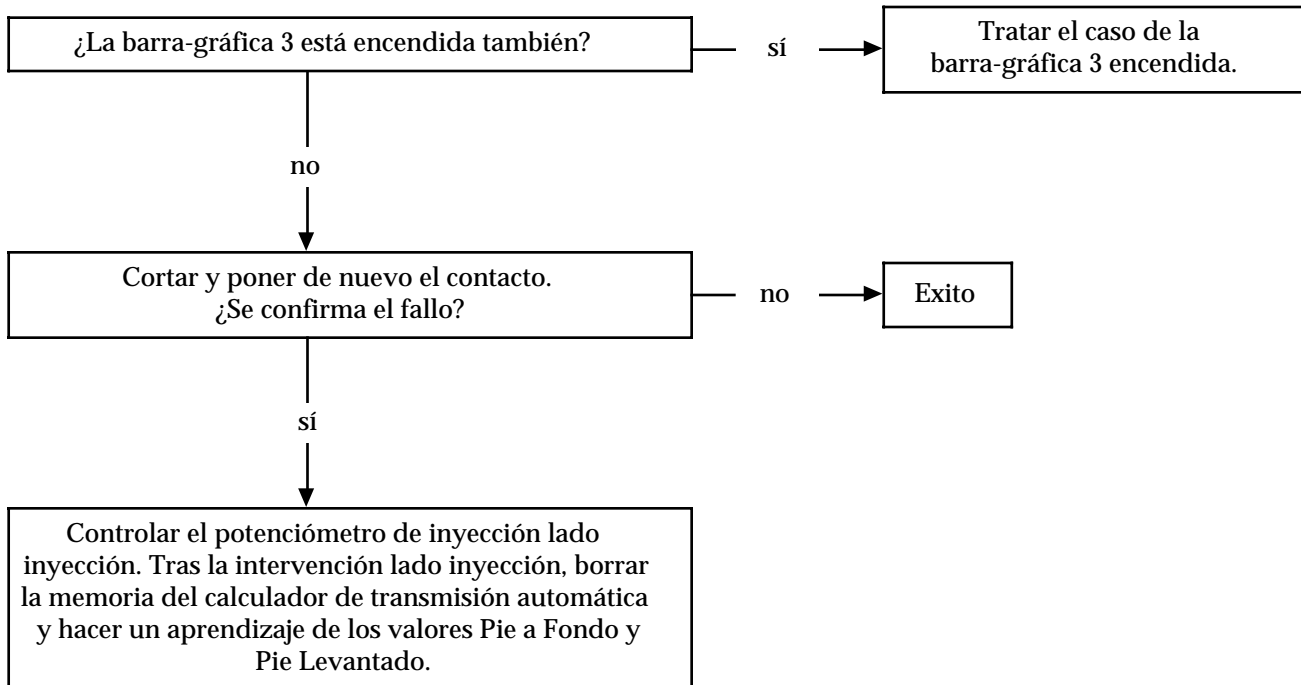 ¿La barra-gráfica 3 está encendida también?
sí
Tratar el caso de la
barra-gráfica 3 encendida.
no
Cortar y poner de nuevo el contacto.
¿Se confirma el fallo?
no
Exito
sí
Controlar el potenciómetro de inyección lado
inyección. Tras la intervención lado inyección, borrar
la memoria del calculador de transmisión automática
y hacer un aprendizaje de los valores Pie a Fondo y
Pie Levantado.